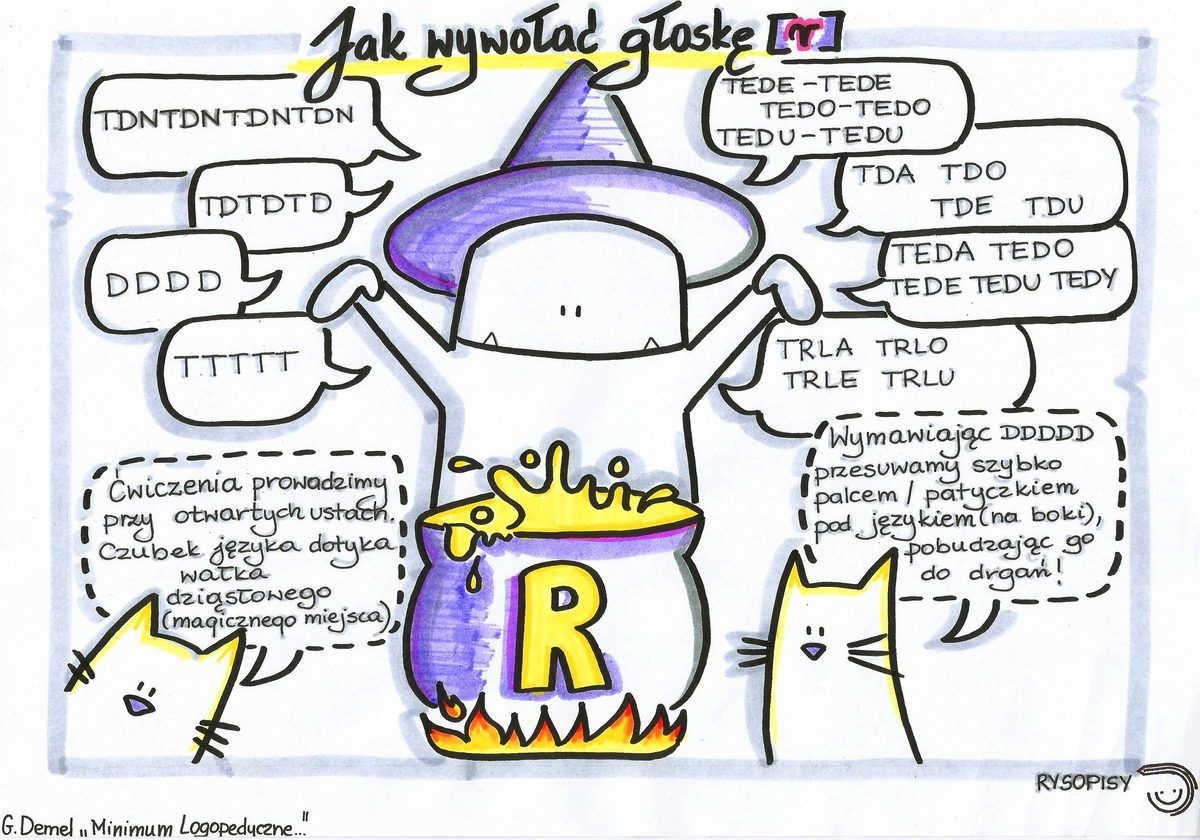 Jak wywołać głoskę [r]
TDNTDNTDNTDN
TDTDTD
DDDD
TTTTT
TEDE-TEDE
TEDO-TEDO
TEDU-TEDU
TDA TDO
TDE TDU
TEDA TEDO
TEDE TEDU TEDY
TRLA TRLO
TRLE TRLU
Ćwiczenia prowadzimy
przy otwartych ustach.
Czubek języka dotyka
wałka
dziąsłowego
(magicznego miejsca)
Wymawiając DDDDD
przesuwamy szybko
palcem / patyczkiem
pod językiem (na boki),
pobudzając go
do drgań!
R
RYSOPISY
G. Demel „Minimum Logopedyczne..."